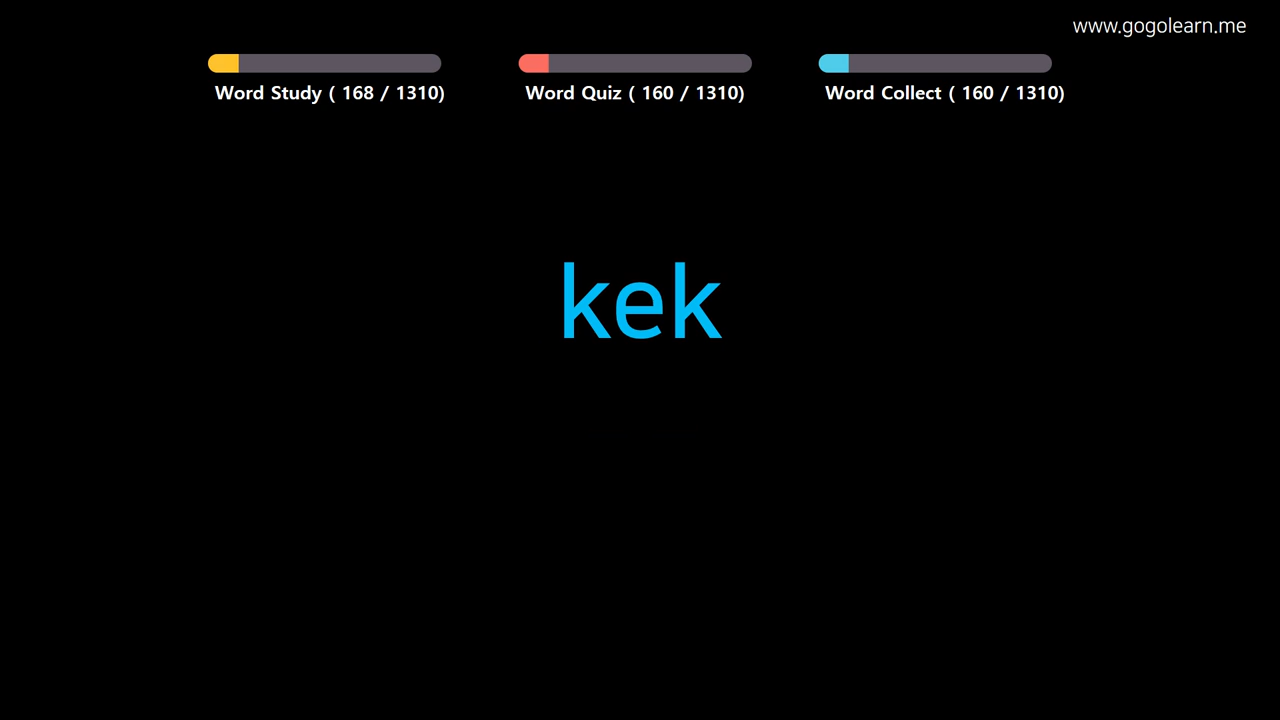 www.gogolearn.me
Word Study ( 168 / 1310)
Word Quiz ( 160 / 1310)
Word Collect ( 160 / 1310)
kek